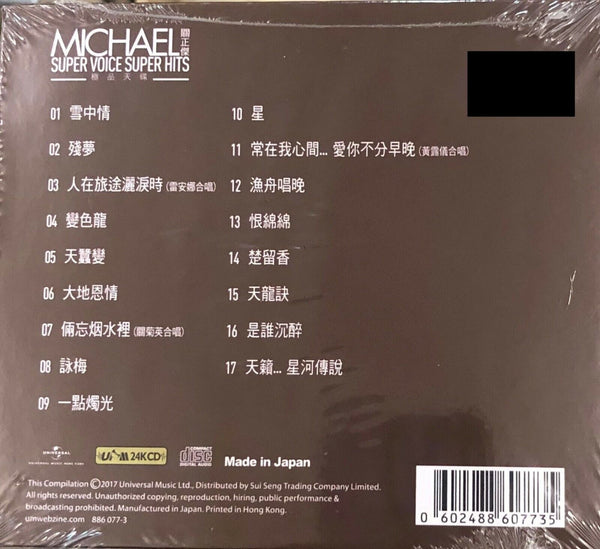 MICHAEL 關正傑
SUPER VOICE SUPER HITS
極品天碟
01 雪中情
02 殘夢
03 人在旅途灑淚時 (雷安娜合唱)
04 變色龍
05 天蠶變
06 大地恩情
07 倆忘烟水裡 (關菊英合唱)
08 詠梅
09 一點燭光
10 星
11 常在我心間... 愛你不分早晚 (黃露儀合唱)
12 漁舟唱晚
13 恨綿綿
14 楚留香
15 天龍訣
16 是誰沉醉
17 天籟... 星河傳說
UNIVERSAL
UNIVERSAL MUSIC HONG KONG
24KCD
COMPACT
disc
DIGITAL AUDIO
Made in Japan
This Compilation Ⓒ2017 Universal Music Ltd., Distributed by Sui Seng Trading Company Limited.
All rights reserved. Unauthorized copying, reproduction, hiring, public performance &
broadcasting prohibited. Manufactured in Japan. Printed in Hong Kong.
umwebzine.com 886 077-3
0 602488 607735